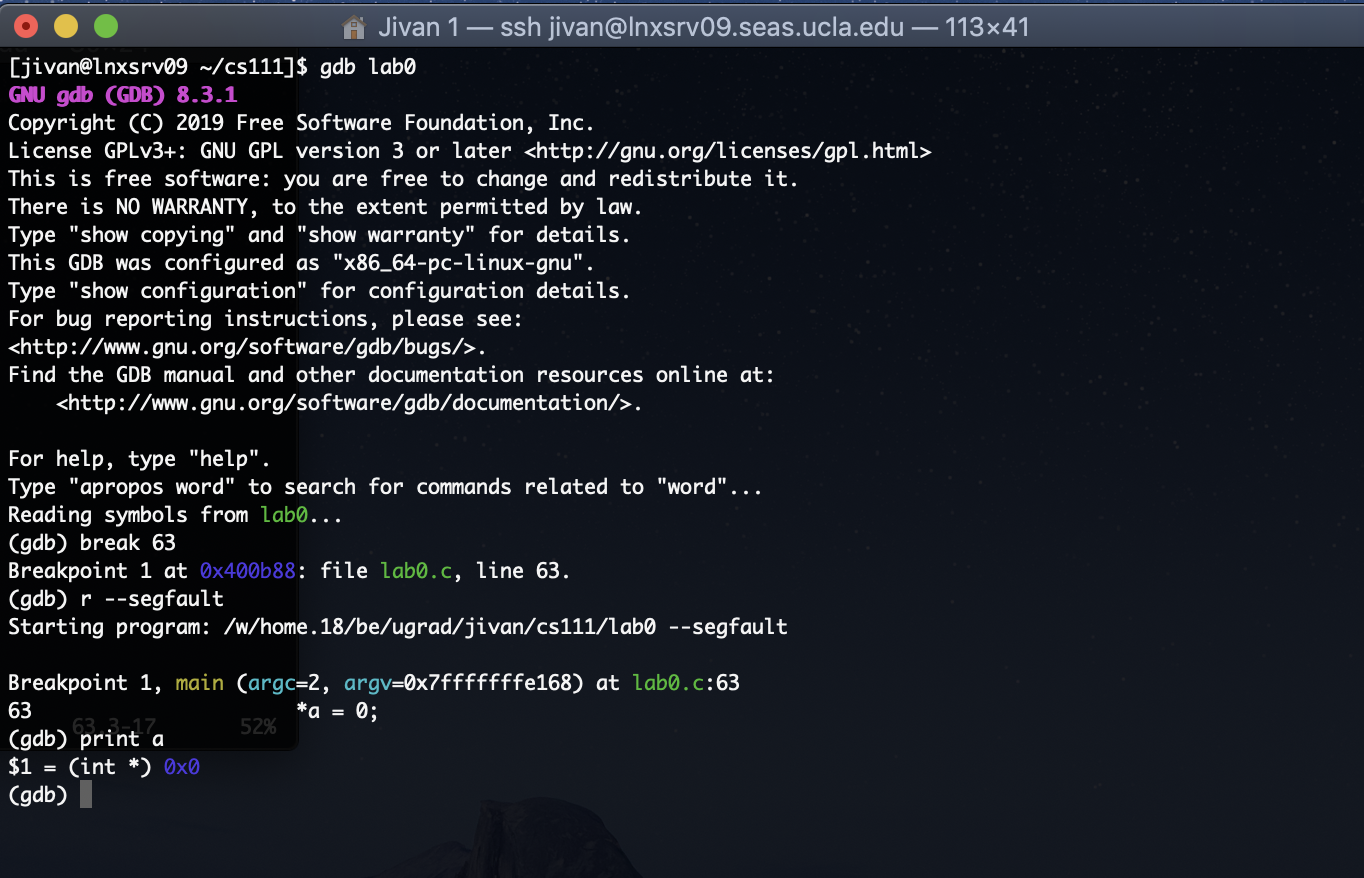 Jivan 1 — ssh jivan@lnxsrv09.seas.ucla.edu — 113×41
[jivan@lnxsrv09 ~/cs111]$ gdb lab0
GNU gdb (GDB) 8.3.1
Copyright (C) 2019 Free Software Foundation, Inc.
License GPLv3+: GNU GPL version 3 or later <http://gnu.org/licenses/gpl.html>
This is free software: you are free to change and redistribute it.
There is NO WARRANTY, to the extent permitted by law.
Type "show copying" and "show warranty" for details.
This GDB was configured as "x86_64-pc-linux-gnu".
Type "show configuration" for configuration details.
For bug reporting instructions, please see:
<http://www.gnu.org/software/gdb/bugs/>.
Find the GDB manual and other documentation resources online at:
    <http://www.gnu.org/software/gdb/documentation/>.

For help, type "help".
Type "apropos word" to search for commands related to "word"...
Reading symbols from lab0...
(gdb) break 63
Breakpoint 1 at 0x400b88: file lab0.c, line 63.
(gdb) r --segfault
Starting program: /w/home.18/be/ugrad/jivan/cs111/lab0 --segfault

Breakpoint 1, main (argc=2, argv=0x7fffffffe168) at lab0.c:63
63                      *a = 0;
63,3-17 52%
(gdb) print a
$1 = (int *) 0x0
(gdb)